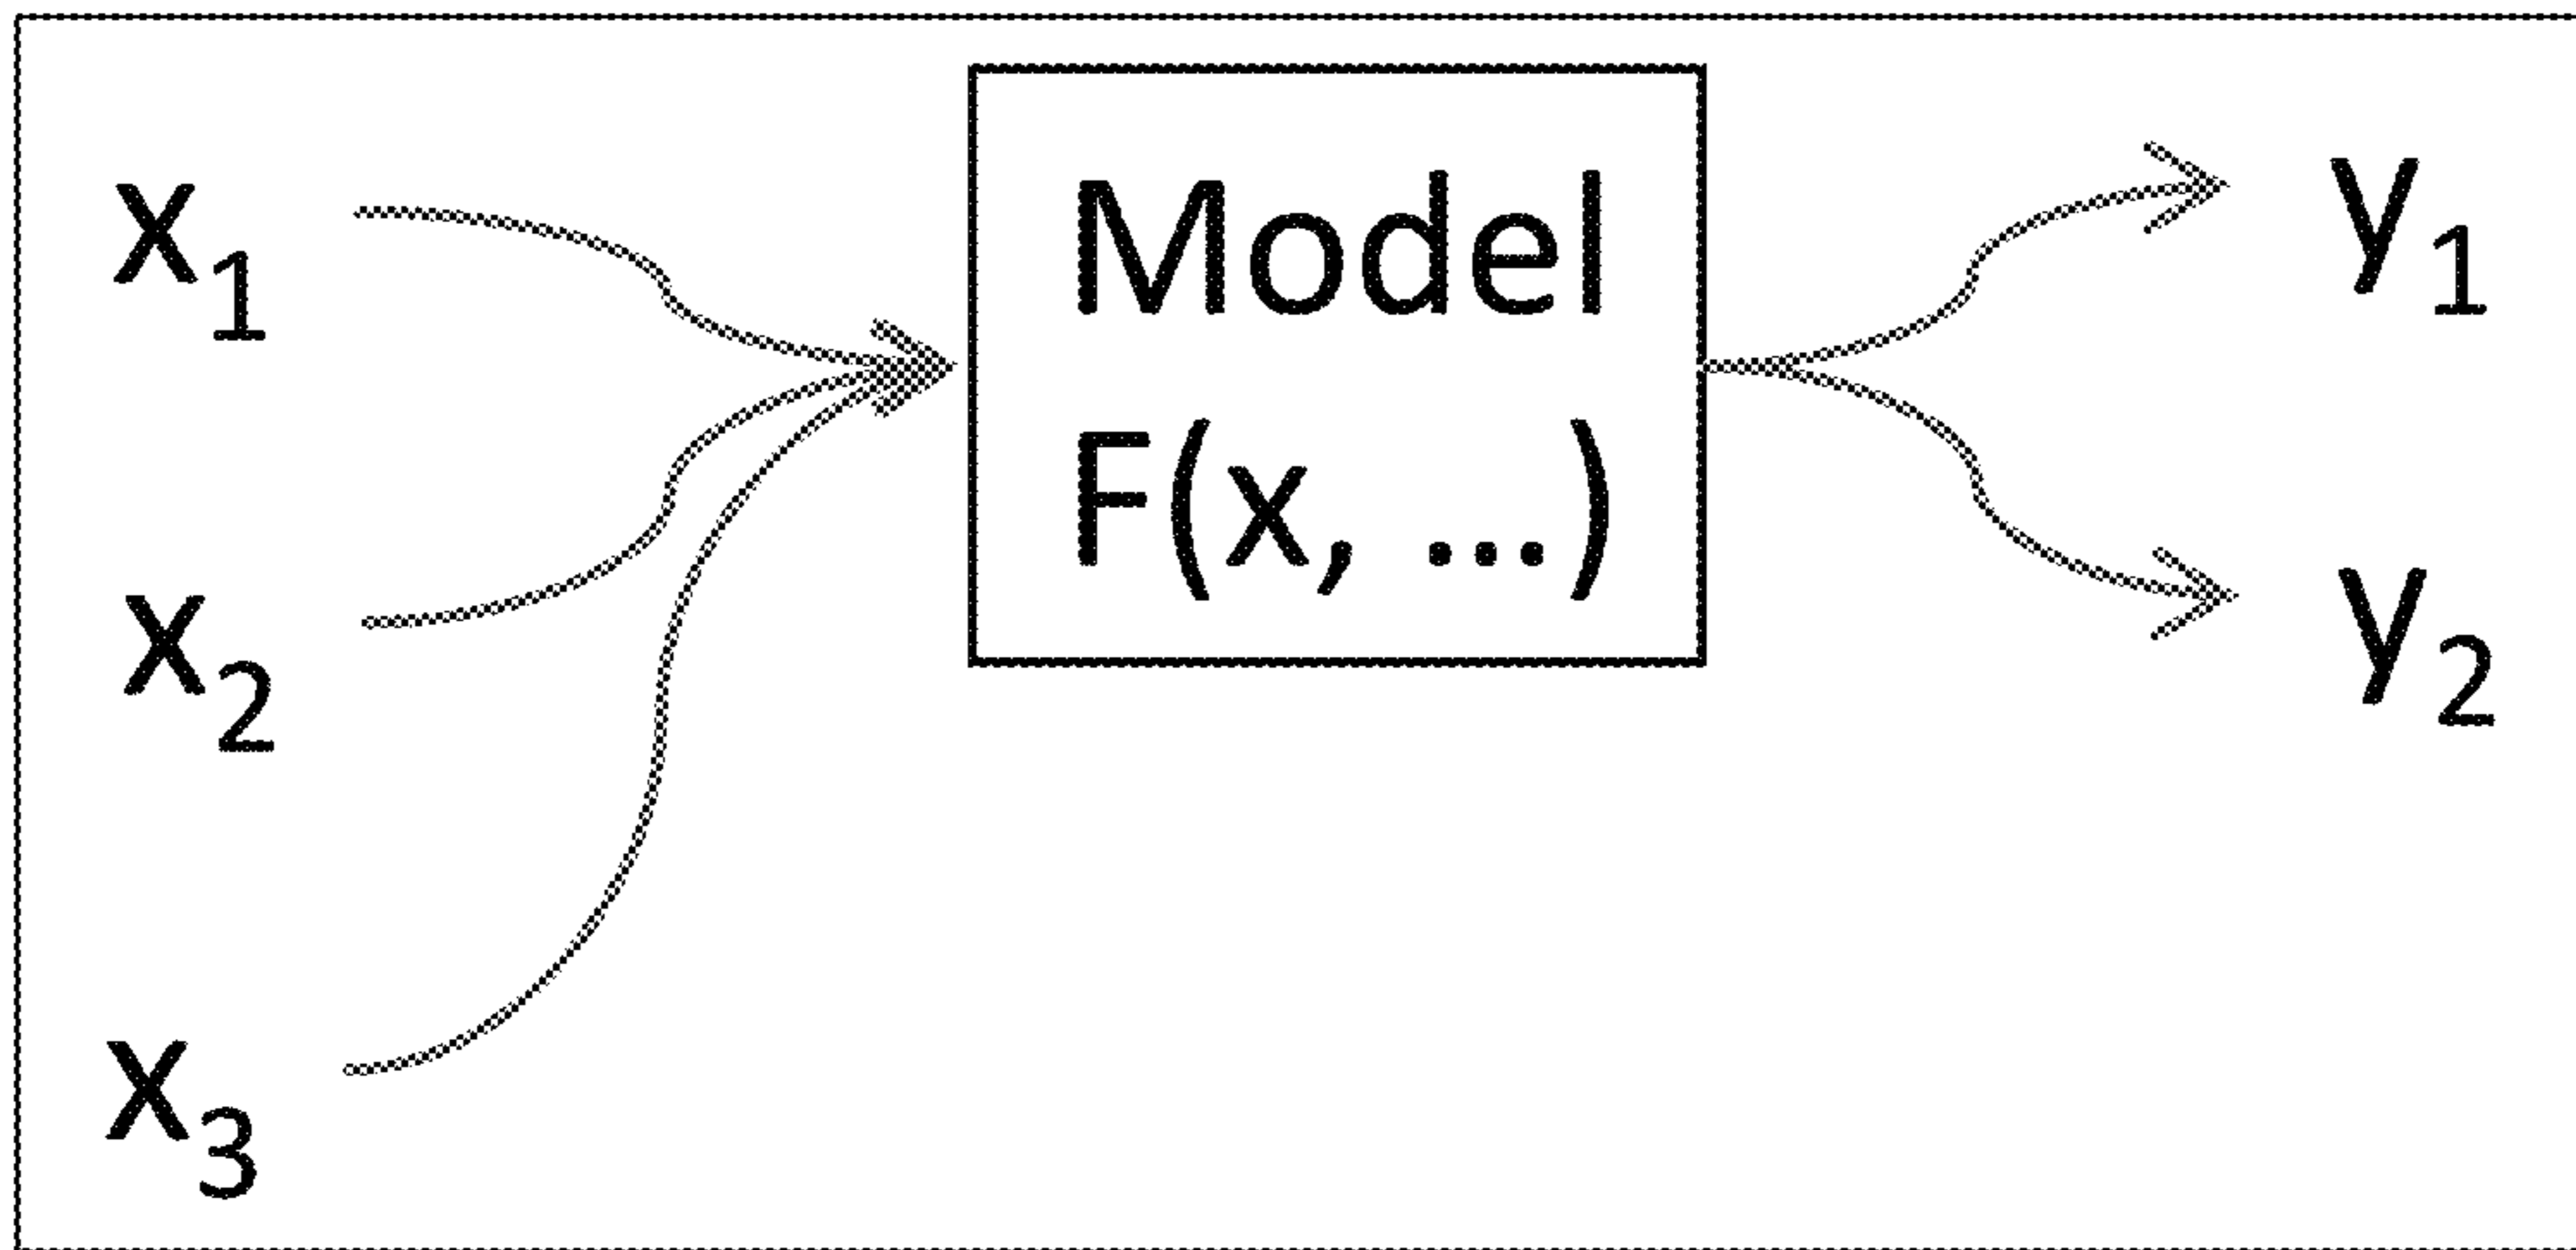 x₁
x₂
x₃
Model
F(x, ...)
y₁
y₂